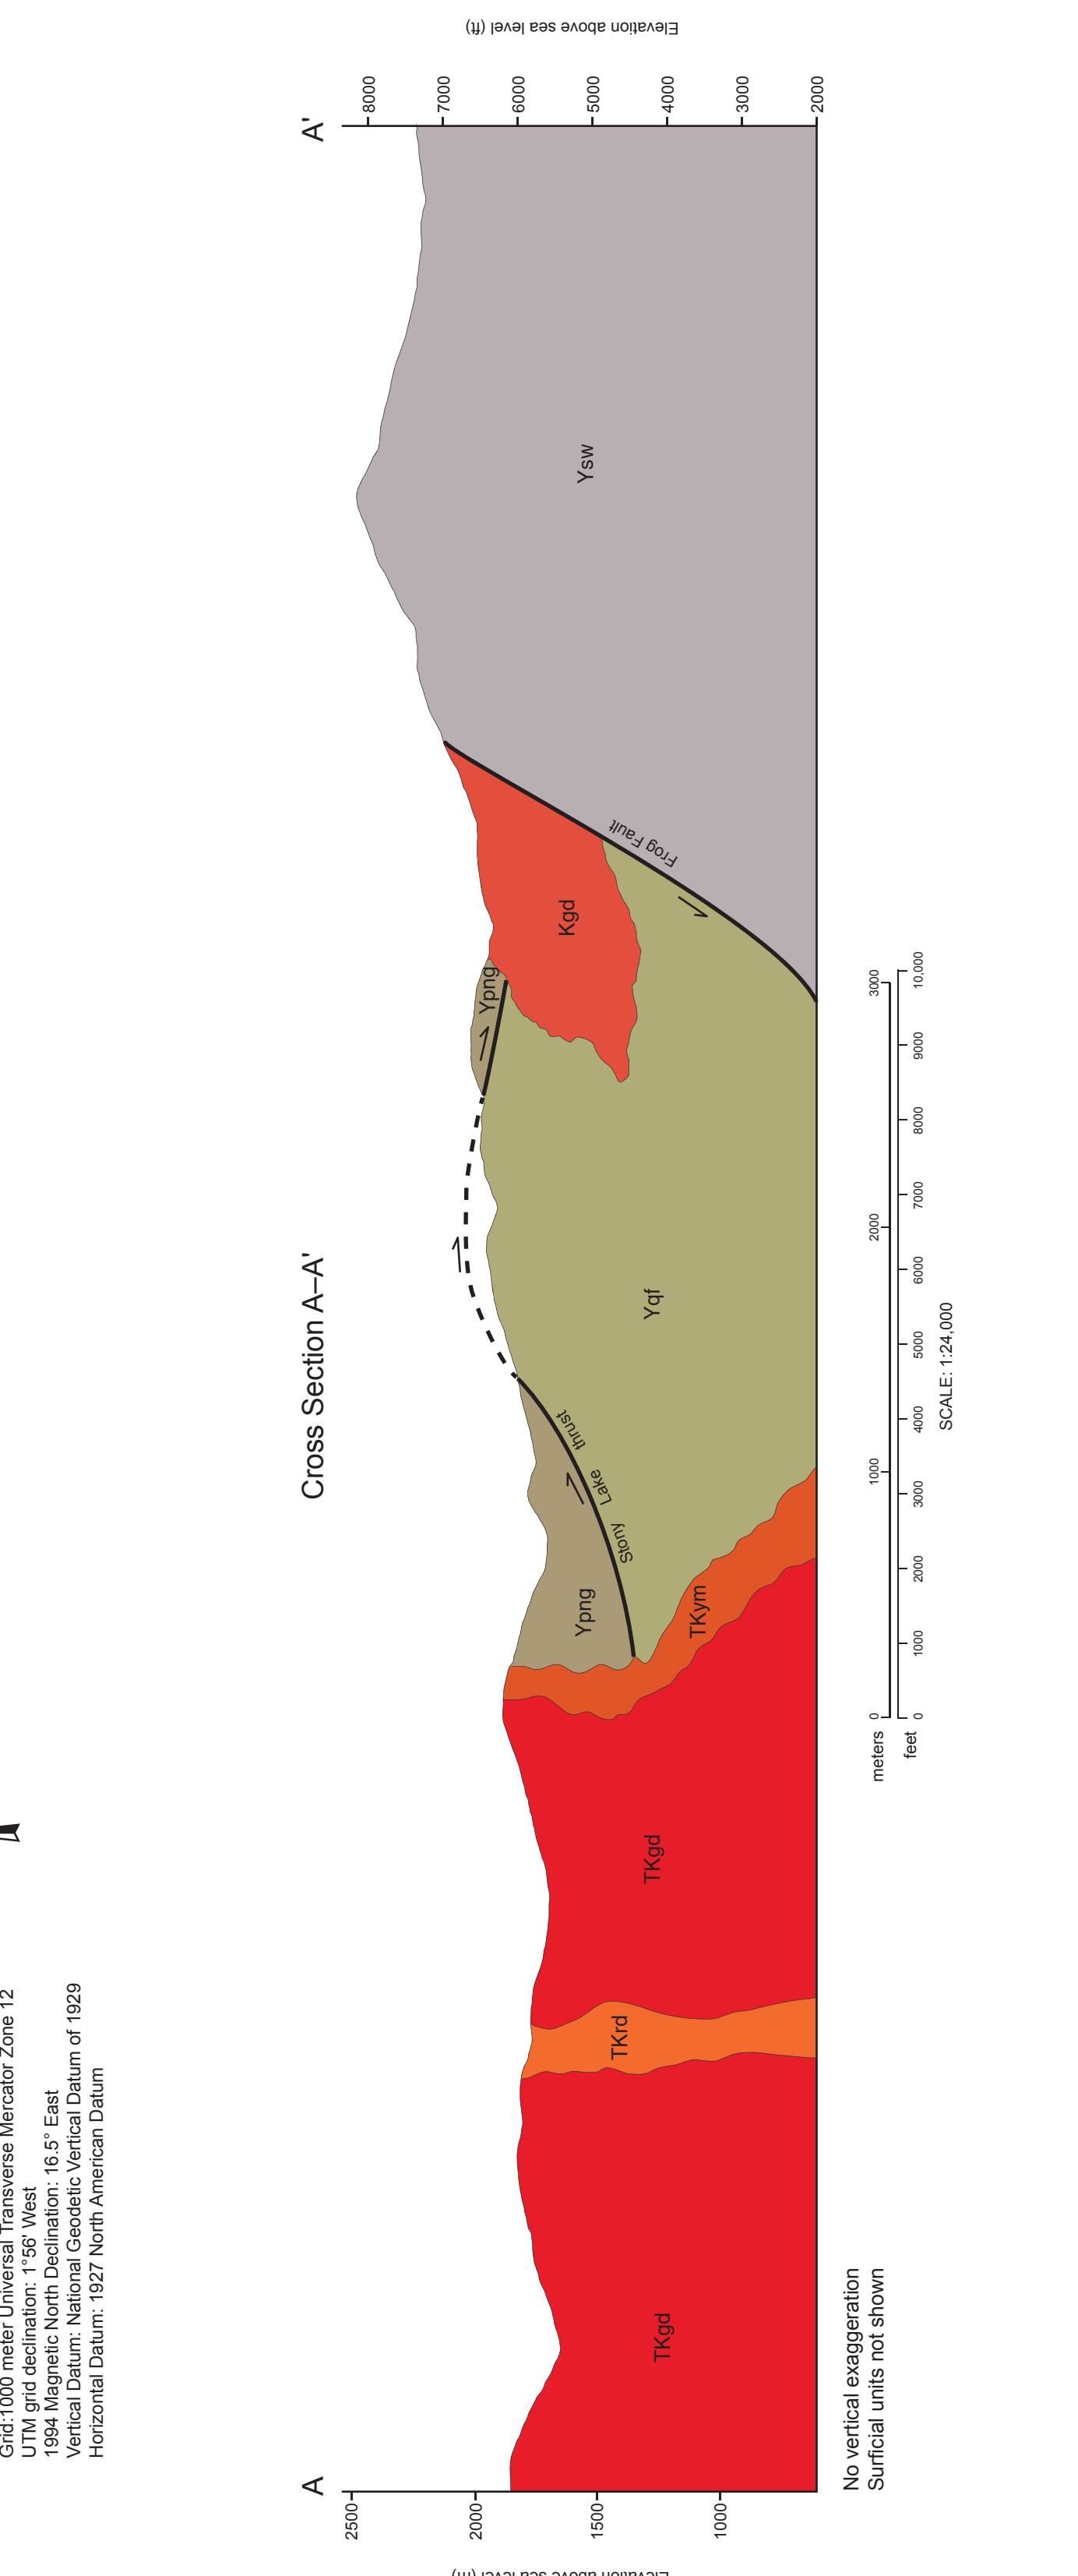 Grid:1000 meter Universal Transverse Mercator Zone 12
UTM grid declination: 1°56' West
1994 Magnetic North Declination: 16.5° East
Vertical Datum: National Geodetic Vertical Datum of 1929
Horizontal Datum: 1927 North American Datum
Cross Section A–A'
A
A'
Elevation above sea level (m)
2500
2000
1500
1000
Elevation above sea level (ft)
8000
7000
6000
5000
4000
3000
2000
TKgd
TKrd
TKgd
TKym
Ypng
Stony Lake thrust
Yqf
Ypng
Kgd
Frog Fault
Ysw
meters
0
1000
2000
3000
feet
0
1000
2000
3000
4000
5000
6000
7000
8000
9000
10,000
SCALE: 1:24,000
No vertical exaggeration
Surficial units not shown